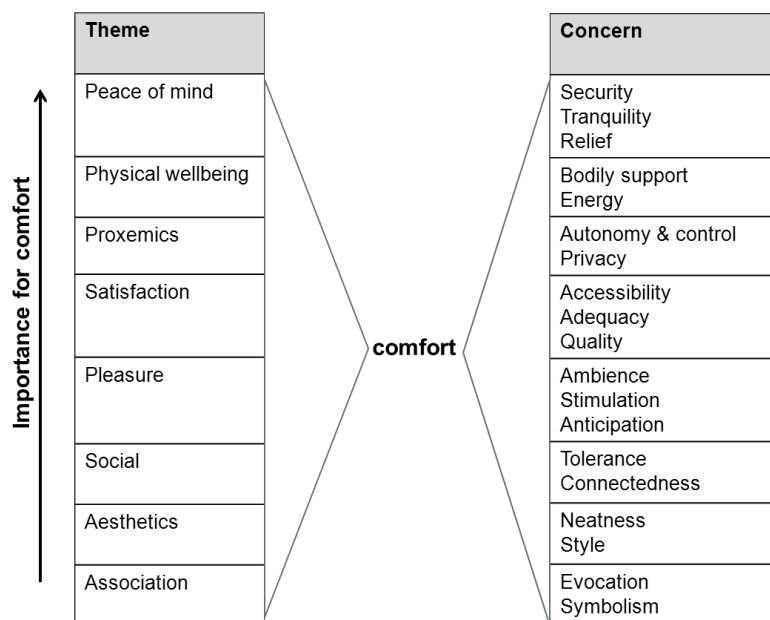 Importance for comfort
Theme
Peace of mind
Physical wellbeing
Proxemics
Satisfaction
Pleasure
Social
Aesthetics
Association
comfort
Concern
Security
Tranquility
Relief
Bodily support
Energy
Autonomy & control
Privacy
Accessibility
Adequacy
Quality
Ambience
Stimulation
Anticipation
Tolerance
Connectedness
Neatness
Style
Evocation
Symbolism